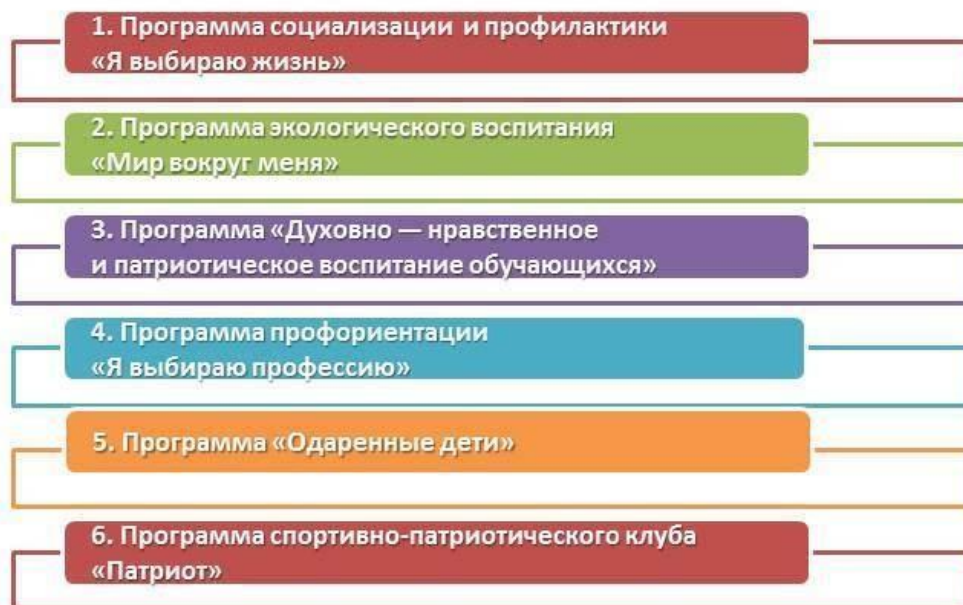 1. Программа социализации и профилактики
«Я выбираю жизнь»
2. Программа экологического воспитания
«Мир вокруг меня»
3. Программа «Духовно — нравственное
и патриотическое воспитание обучающихся»
4. Программа профориентации
«Я выбираю профессию»
5. Программа «Одаренные дети»
6. Программа спортивно-патриотического клуба
«Патриот»